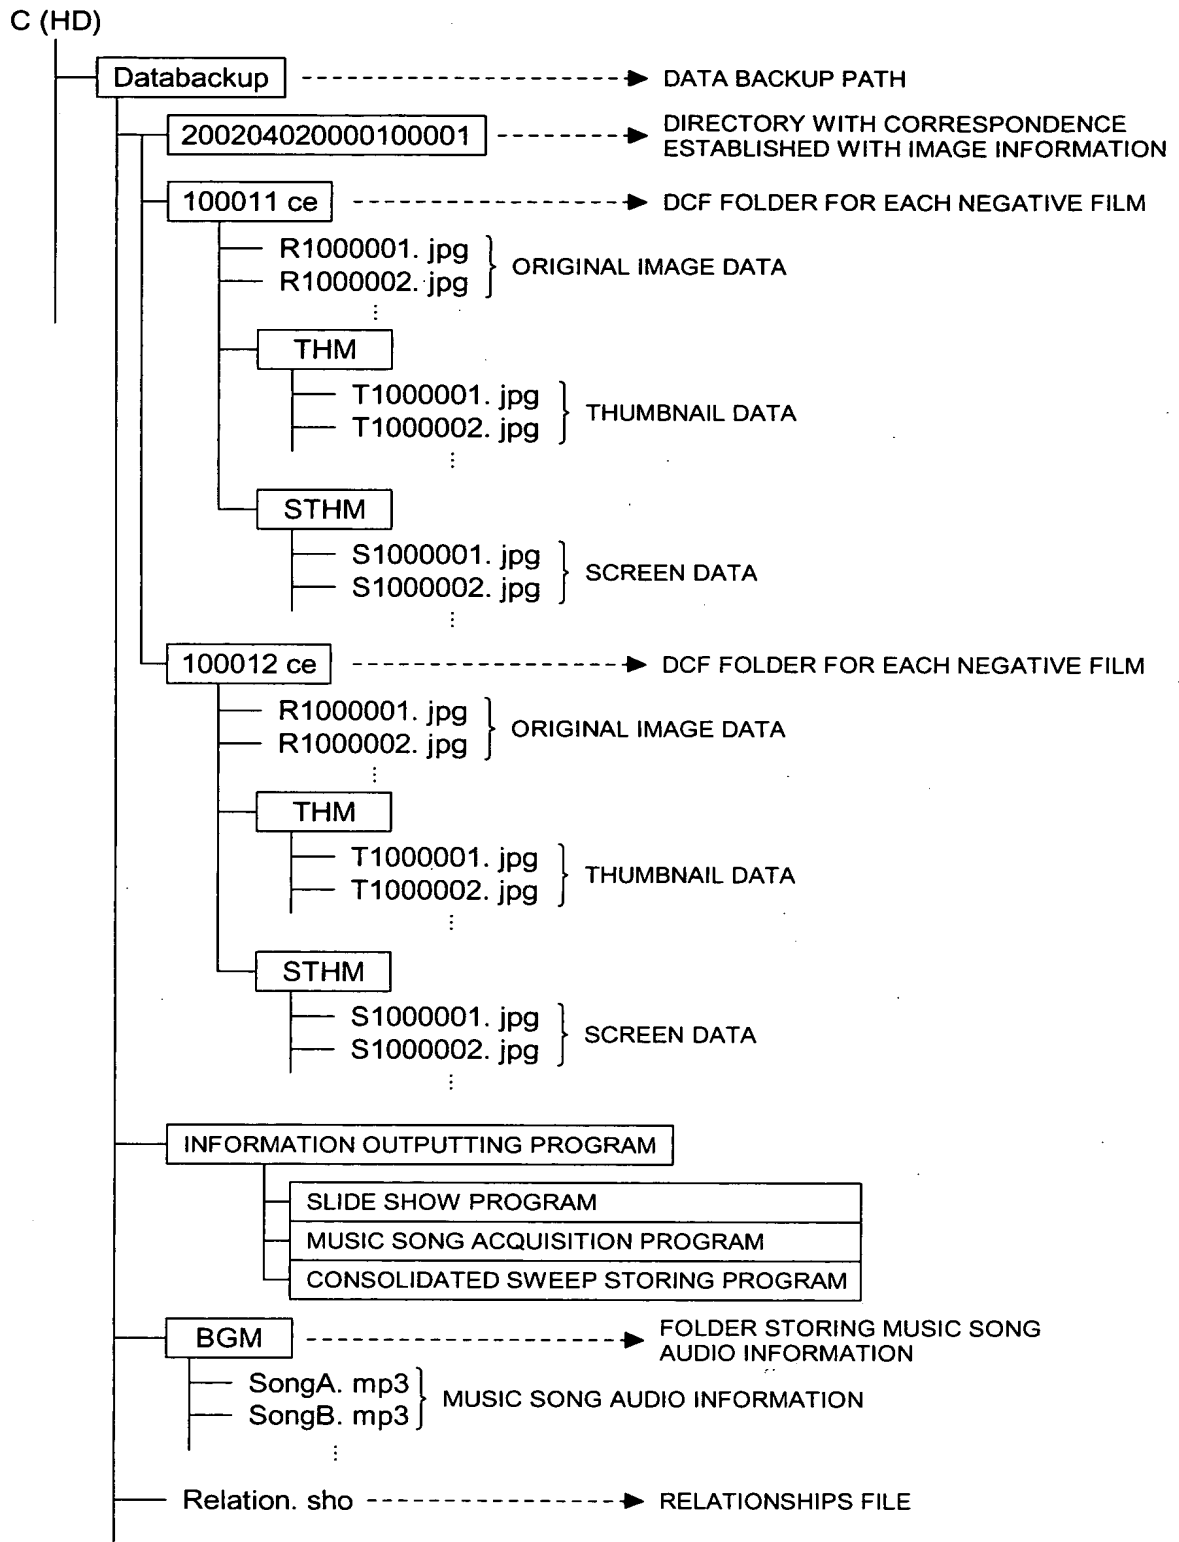 C (HD)
Databackup
DATA BACKUP PATH
200204020000100001
DIRECTORY WITH CORRESPONDENCE
ESTABLISHED WITH IMAGE INFORMATION
100011 ce
DCF FOLDER FOR EACH NEGATIVE FILM
R1000001. jpg
R1000002. jpg
ORIGINAL IMAGE DATA
THM
T1000001. jpg
T1000002. jpg
THUMBNAIL DATA
STHM
S1000001. jpg
S1000002. jpg
SCREEN DATA
100012 ce
DCF FOLDER FOR EACH NEGATIVE FILM
R1000001. jpg
R1000002. jpg
ORIGINAL IMAGE DATA
THM
T1000001. jpg
T1000002. jpg
THUMBNAIL DATA
STHM
S1000001. jpg
S1000002. jpg
SCREEN DATA
INFORMATION OUTPUTTING PROGRAM
SLIDE SHOW PROGRAM
MUSIC SONG ACQUISITION PROGRAM
CONSOLIDATED SWEEP STORING PROGRAM
BGM
FOLDER STORING MUSIC SONG
AUDIO INFORMATION
SongA. mp3
SongB. mp3
MUSIC SONG AUDIO INFORMATION
Relation. sho
RELATIONSHIPS FILE